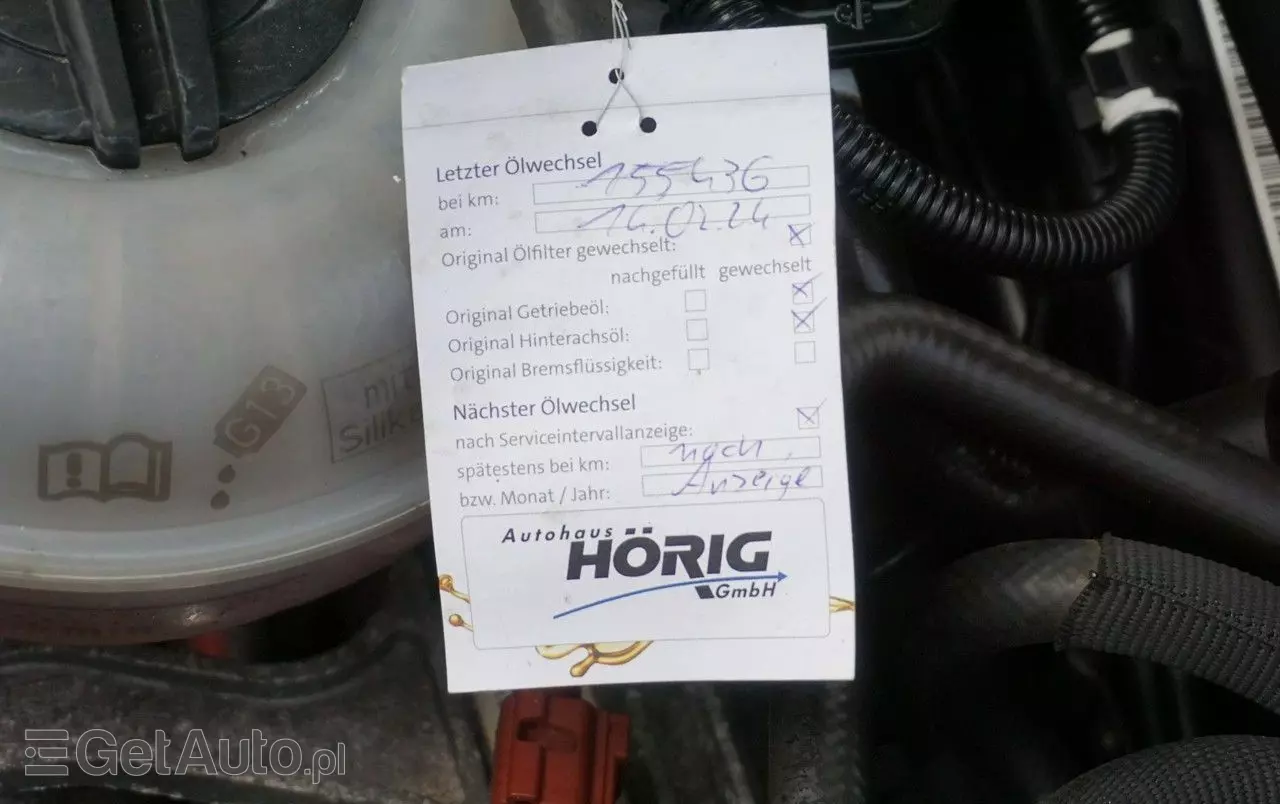 Letzter Ölwechsel
bei km: 155436
am: 14.02.24
Original Ölfilter gewechselt:
nachgefüllt gewechselt
Original Getriebeöl:
Original Hinterachsöl:
Original Bremsflüssigkeit:
Nächster Ölwechsel
nach Serviceintervallanzeige:
spätestens bei km: nach
bzw. Monat / Jahr: Anzeige
Autohaus
HÖRIG
GmbH
G13
GetAuto.pl